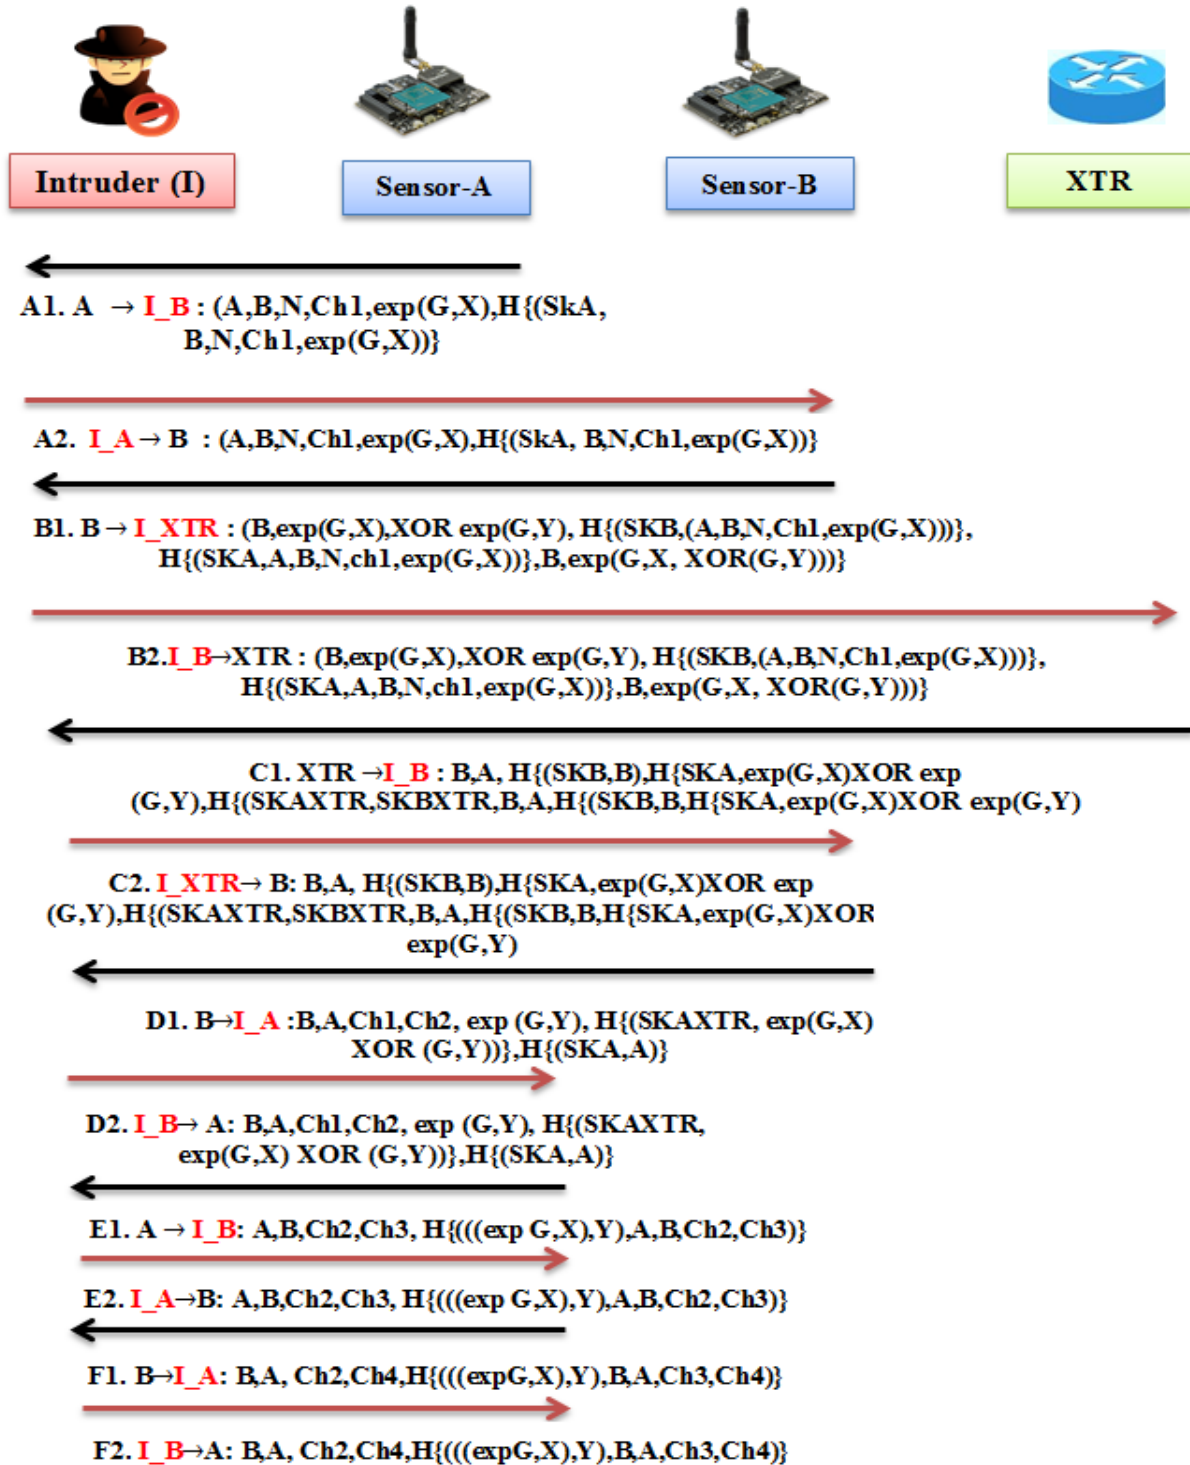 Intruder (I)
Sensor-A
Sensor-B
XTR
A1. A → I_B : (A,B,N,Ch1,exp(G,X),H{(SkA,
B,N,Ch1,exp(G,X))}
A2. I_A → B : (A,B,N,Ch1,exp(G,X),H{(SkA, B,N,Ch1,exp(G,X))}
B1. B → I_XTR : (B,exp(G,X),XOR exp(G,Y), H{(SKB,(A,B,N,Ch1,exp(G,X)))},
H{(SKA,A,B,N,ch1,exp(G,X))},B,exp(G,X, XOR(G,Y)))}
B2.I_B→XTR : (B,exp(G,X),XOR exp(G,Y), H{(SKB,(A,B,N,Ch1,exp(G,X)))},
H{(SKA,A,B,N,ch1,exp(G,X))},B,exp(G,X, XOR(G,Y)))}
C1. XTR →I_B : B,A, H{(SKB,B),H{SKA,exp(G,X)XOR exp
(G,Y),H{(SKAXTR,SKBXTR,B,A,H{(SKB,B,H{SKA,exp(G,X)XOR exp(G,Y)
C2. I_XTR→ B: B,A, H{(SKB,B),H{SKA,exp(G,X)XOR exp
(G,Y),H{(SKAXTR,SKBXTR,B,A,H{(SKB,B,H{SKA,exp(G,X)XOR
exp(G,Y)
D1. B→I_A :B,A,Ch1,Ch2, exp (G,Y), H{(SKAXTR, exp(G,X)
XOR (G,Y))},H{(SKA,A)}
D2. I_B→ A: B,A,Ch1,Ch2, exp (G,Y), H{(SKAXTR,
exp(G,X) XOR (G,Y))},H{(SKA,A)}
E1. A → I_B: A,B,Ch2,Ch3, H{(((exp G,X),Y),A,B,Ch2,Ch3)}
E2. I_A→B: A,B,Ch2,Ch3, H{(((exp G,X),Y),A,B,Ch2,Ch3)}
F1. B→I_A: B,A, Ch2,Ch4,H{(((expG,X),Y),B,A,Ch3,Ch4)}
F2. I_B→A: B,A, Ch2,Ch4,H{(((expG,X),Y),B,A,Ch3,Ch4)}